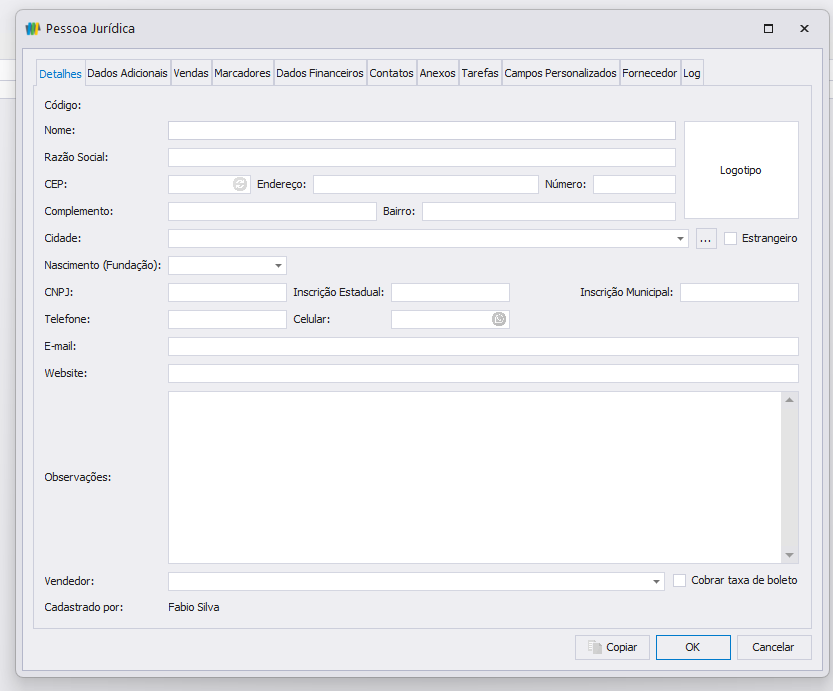 Pessoa Jurídica
Detalhes Dados Adicionais Vendas Marcadores Dados Financeiros Contatos Anexos Tarefas Campos Personalizados Fornecedor Log
Código:
Nome:
Logotipo
Razão Social:
CEP: Endereço: Número:
Complemento: Bairro:
Cidade: ... Estrangeiro
Nascimento (Fundação):
CNPJ: Inscrição Estadual: Inscrição Municipal:
Telefone: Celular:
E-mail:
Website:
Observações:
Vendedor: Cobrar taxa de boleto
Cadastrado por: Fabio Silva
Copiar OK Cancelar